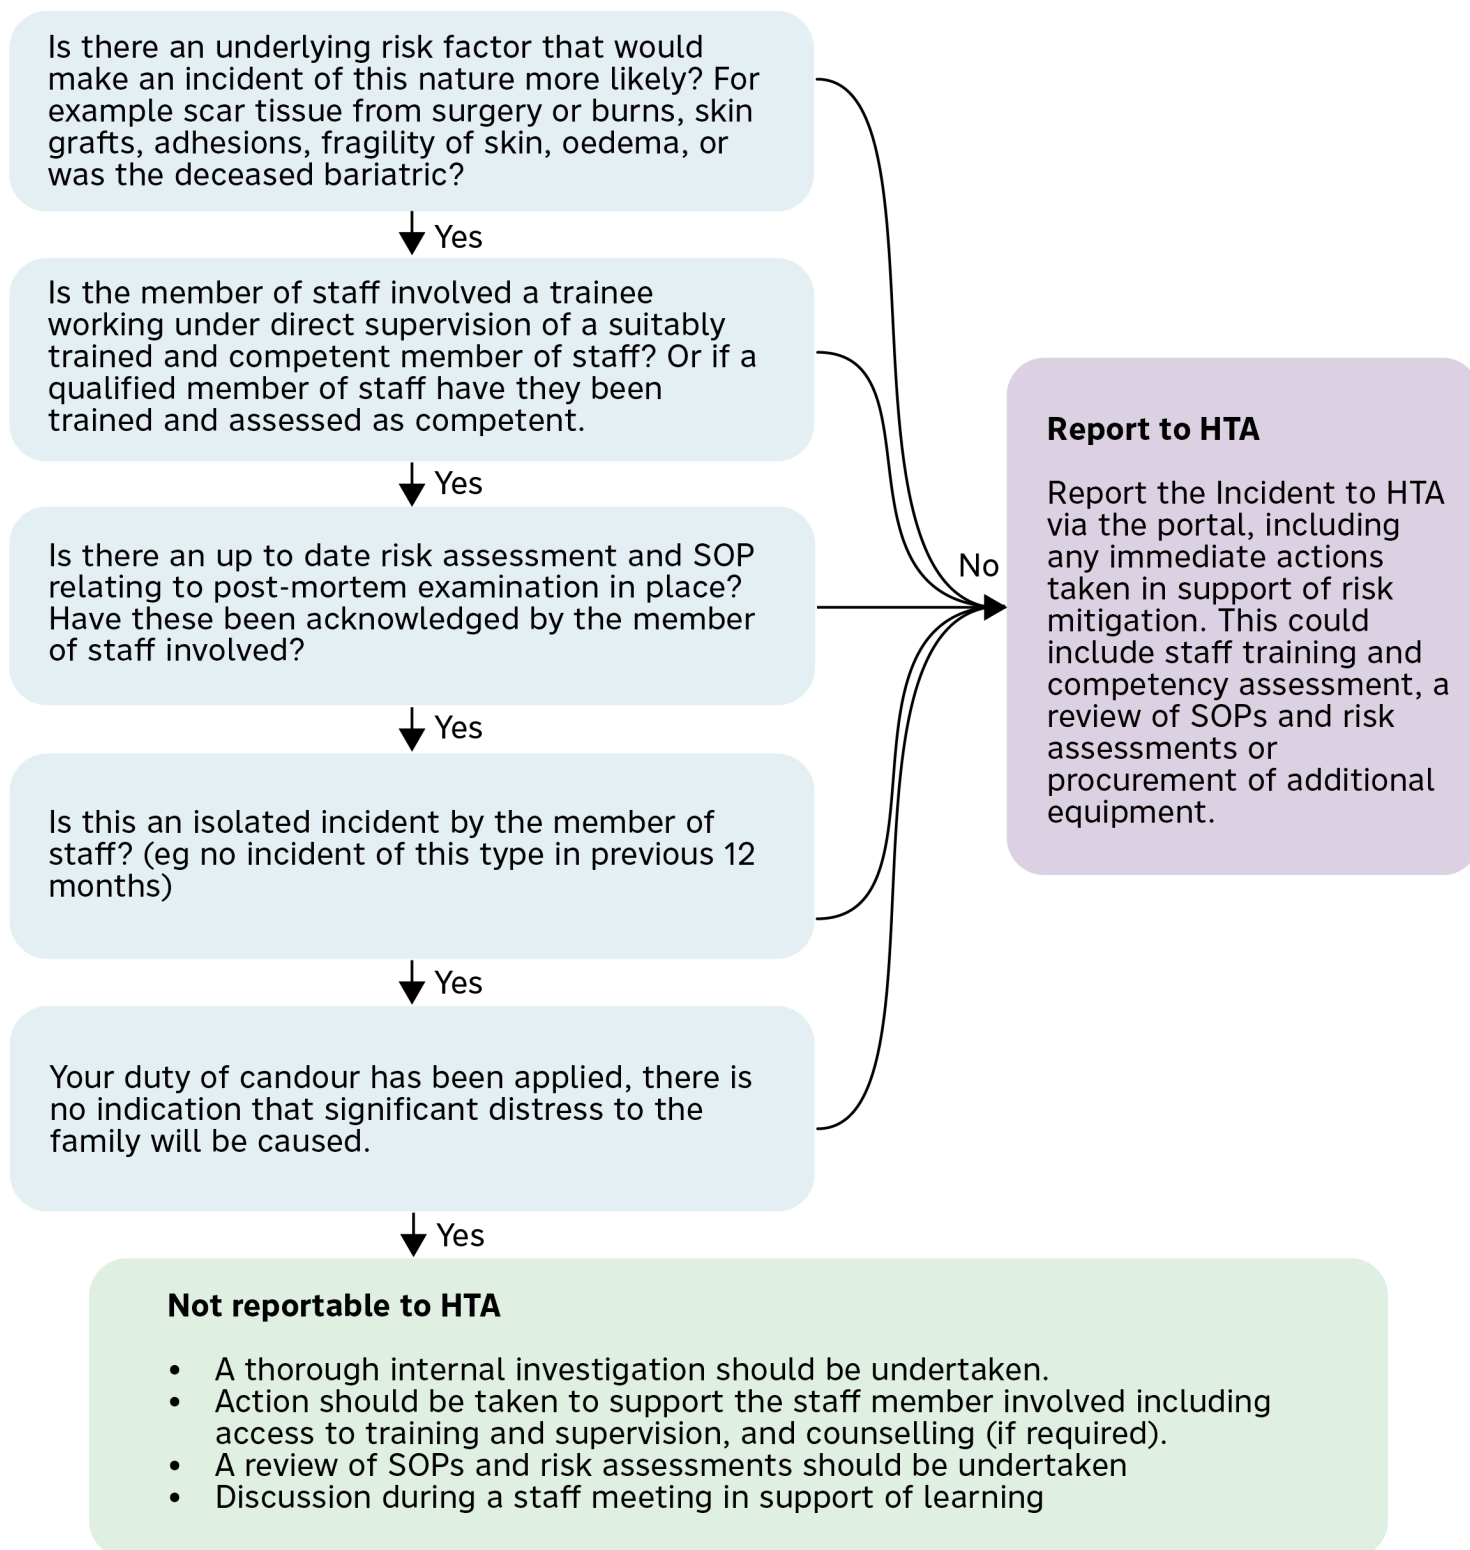 Is there an underlying risk factor that would
make an incident of this nature more likely? For
example scar tissue from surgery or burns, skin
grafts, adhesions, fragility of skin, oedema, or
was the deceased bariatric?
Yes
Is the member of staff involved a trainee
working under direct supervision of a suitably
trained and competent member of staff? Or if a
qualified member of staff have they been
trained and assessed as competent.
Yes
Is there an up to date risk assessment and SOP
relating to post-mortem examination in place?
Have these been acknowledged by the member
of staff involved?
Yes
Is this an isolated incident by the member of
staff? (eg no incident of this type in previous 12
months)
Yes
Your duty of candour has been applied, there is
no indication that significant distress to the
family will be caused.
Yes
No
Report to HTA
Report the Incident to HTA
via the portal, including
any immediate actions
taken in support of risk
mitigation. This could
include staff training and
competency assessment, a
review of SOPs and risk
assessments or
procurement of additional
equipment.
Not reportable to HTA
• A thorough internal investigation should be undertaken.
• Action should be taken to support the staff member involved including
access to training and supervision, and counselling (if required).
• A review of SOPs and risk assessments should be undertaken
• Discussion during a staff meeting in support of learning